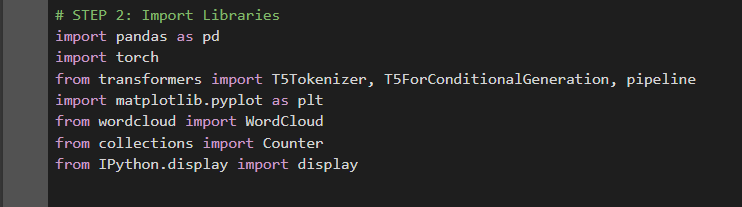 # STEP 2: Import Libraries
import pandas as pd
import torch
from transformers import T5Tokenizer, T5ForConditionalGeneration, pipeline
import matplotlib.pyplot as plt
from wordcloud import WordCloud
from collections import Counter
from IPython.display import display